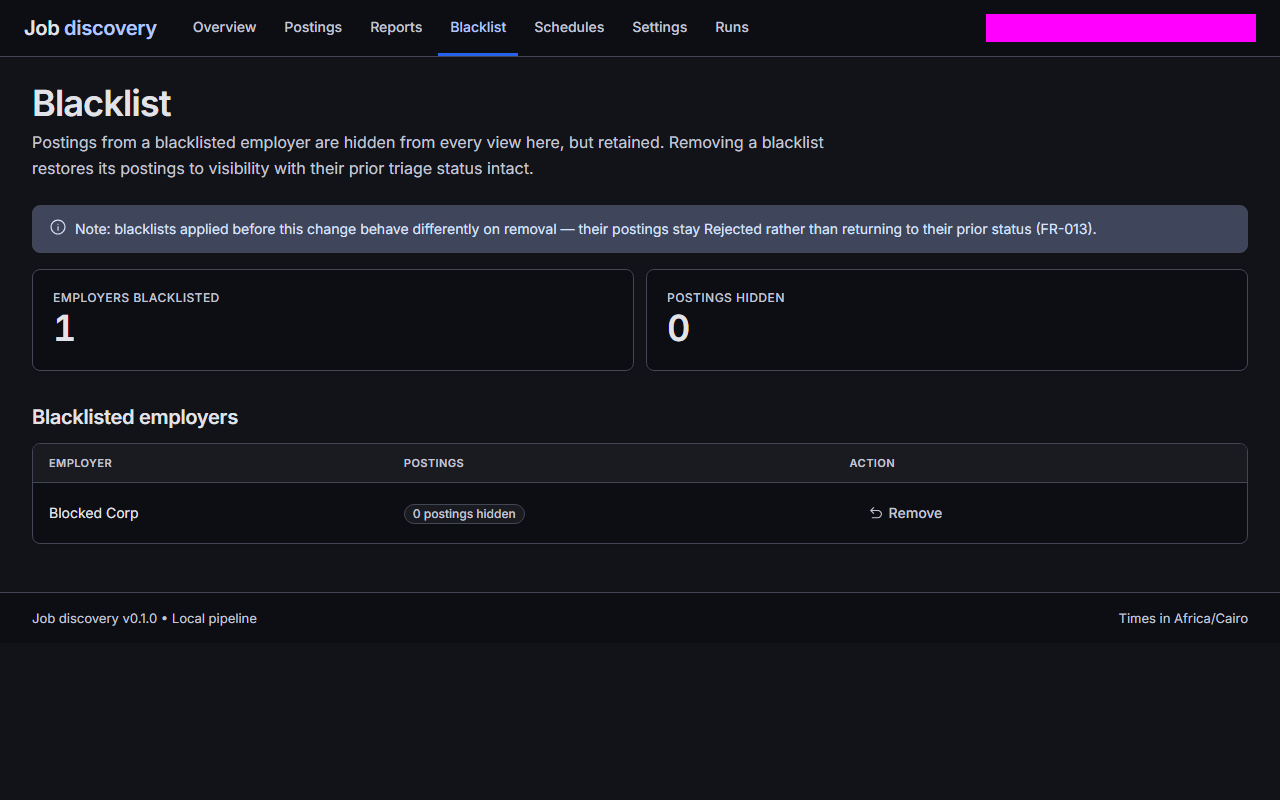 Job discovery Overview Postings Reports Blacklist Schedules Settings Runs
Blacklist
Postings from a blacklisted employer are hidden from every view here, but retained. Removing a blacklist
restores its postings to visibility with their prior triage status intact.
Note: blacklists applied before this change behave differently on removal — their postings stay Rejected rather than returning to their prior status (FR-013).
EMPLOYERS BLACKLISTED
1
POSTINGS HIDDEN
0
Blacklisted employers
EMPLOYER POSTINGS ACTION
Blocked Corp 0 postings hidden Remove
Job discovery v0.1.0 • Local pipeline Times in Africa/Cairo